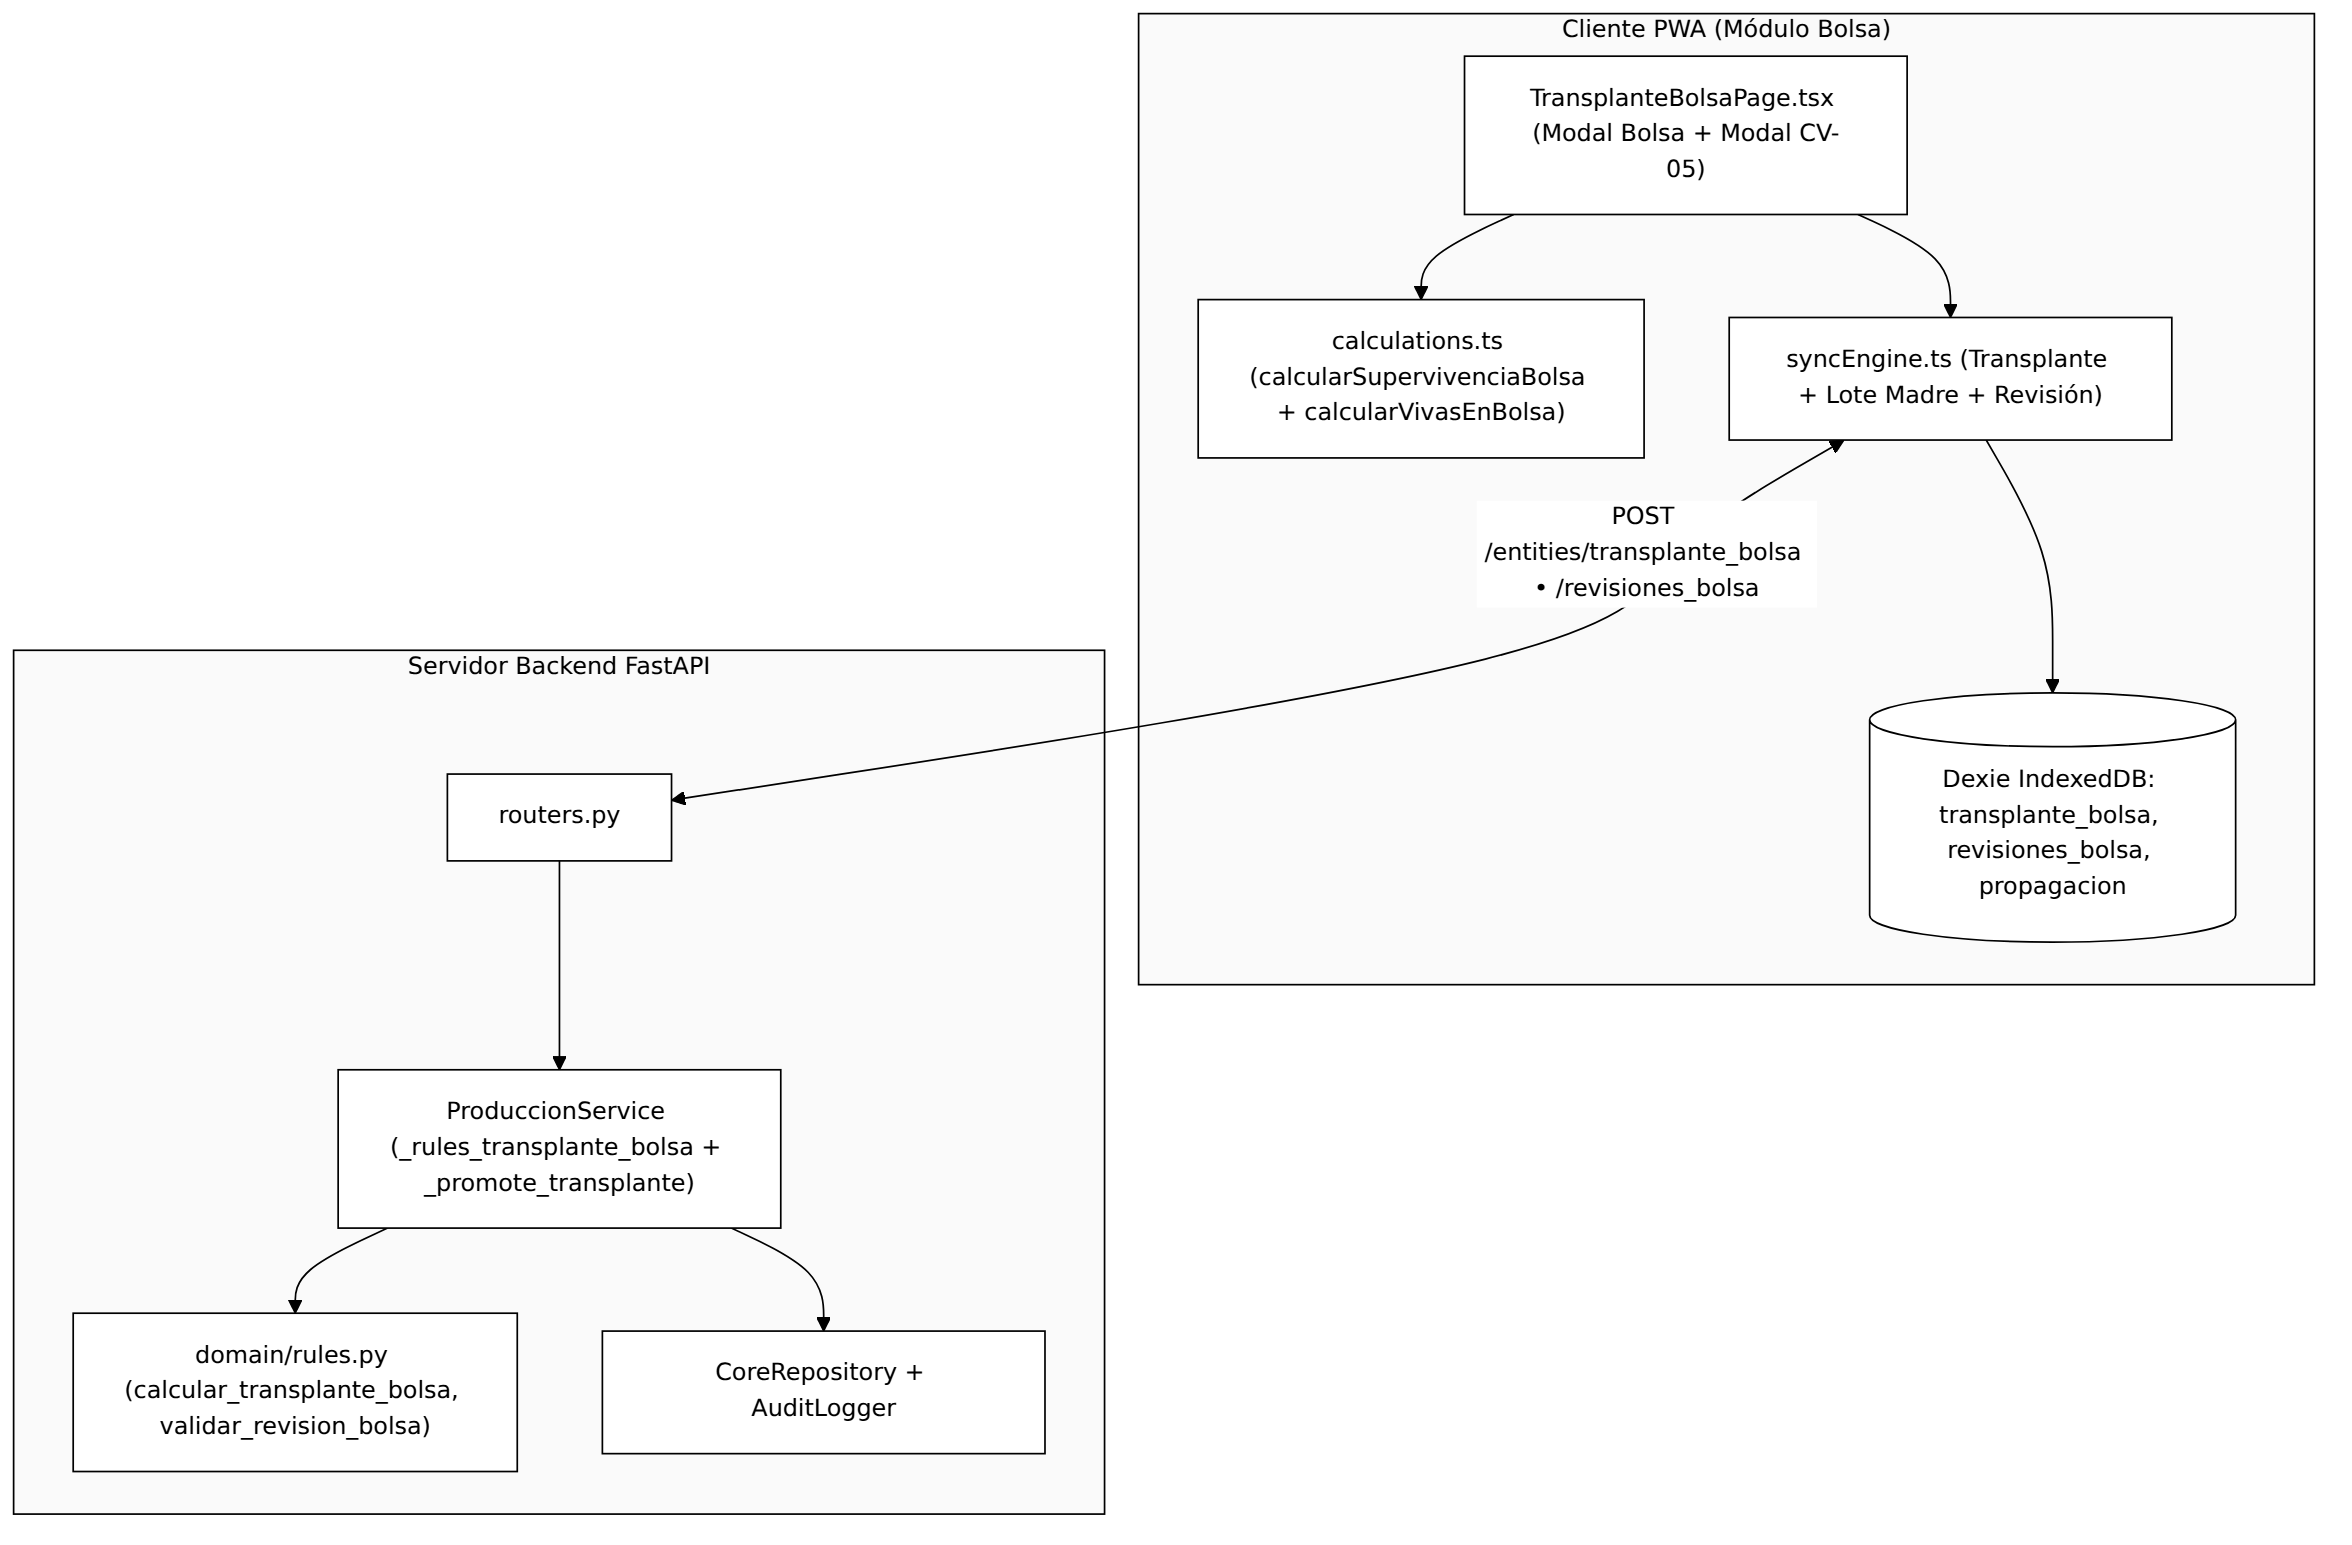 Cliente PWA (Módulo Bolsa)
TransplanteBolsaPage.tsx
(Modal Bolsa + Modal CV-
05)
calculations.ts
(calcularSupervivenciaBolsa
+ calcularVivasEnBolsa)
syncEngine.ts (Transplante
+ Lote Madre + Revisión)
POST
/entities/transplante_bolsa
• /revisiones_bolsa
Dexie IndexedDB:
transplante_bolsa,
revisiones_bolsa,
propagacion
Servidor Backend FastAPI
routers.py
ProduccionService
(_rules_transplante_bolsa +
_promote_transplante)
domain/rules.py
(calcular_transplante_bolsa,
validar_revision_bolsa)
CoreRepository +
AuditLogger